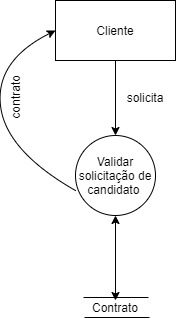 Cliente
contrato
solicita
Validar
solicitação de
candidato
Contrato